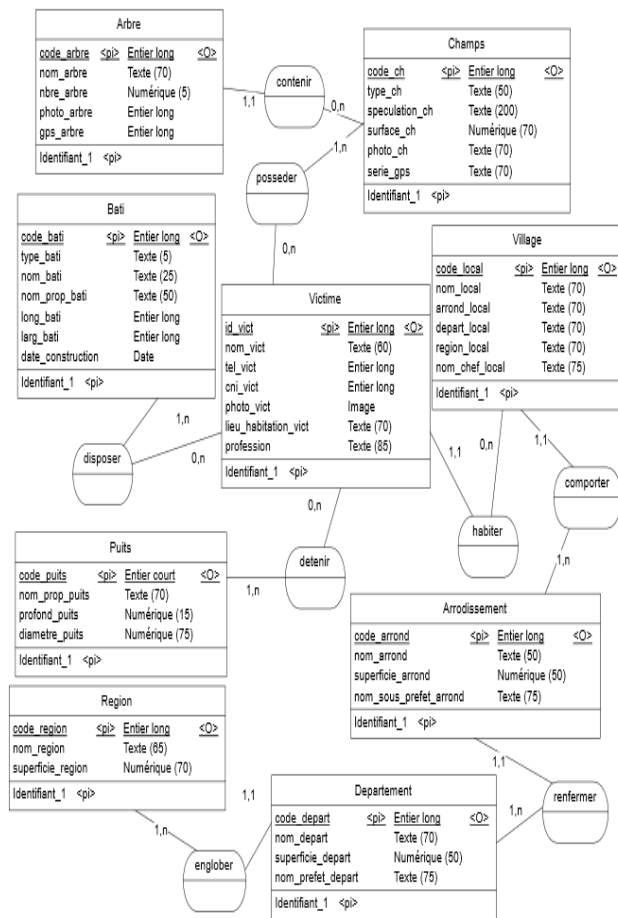 Arbre
code_arbre <pi> Entier long <O>
nom_arbre Texte (70)
nbre_arbre Numérique (5)
photo_arbre Entier long
gps_arbre Entier long
Identifiant_1 <pi>
1,1
contenir
0,n
Champs
code_ch <pi> Entier long <O>
type_ch Texte (50)
speculation_ch Texte (200)
surface_ch Numérique (70)
photo_ch Texte (70)
serie_gps Texte (70)
Identifiant_1 <pi>
1,n
posseder
0,n
Bati
code_bati <pi> Entier long <O>
type_bati Texte (5)
nom_bati Texte (25)
nom_prop_bati Texte (50)
long_bati Entier long
larg_bati Entier long
date_construction Date
Identifiant_1 <pi>
1,n
disposer
0,n
Victime
id_vict <pi> Entier long <O>
nom_vict Texte (60)
tel_vict Entier long
cni_vict Entier long
photo_vict Image
lieu_habitation_vict Texte (70)
profession Texte (85)
Identifiant_1 <pi>
Village
code_local <pi> Entier long <O>
nom_local Texte (70)
arrond_local Texte (70)
depart_local Texte (70)
region_local Texte (70)
nom_chef_local Texte (75)
Identifiant_1 <pi>
1,1
0,n
habiter
1,1
comporter
1,n
0,n
detenir
1,n
Puits
code_puits <pi> Entier court <O>
nom_prop_puits Texte (70)
profond_puits Numérique (15)
diametre_puits Numérique (75)
Identifiant_1 <pi>
Arrodissement
code_arrond <pi> Entier long <O>
nom_arrond Texte (50)
superficie_arrond Numérique (50)
nom_sous_prefet_arrond Texte (75)
Identifiant_1 <pi>
1,1
renfermer
1,n
Region
code_region <pi> Entier long <O>
nom_region Texte (65)
superficie_region Numérique (70)
Identifiant_1 <pi>
1,n
englober
1,1
Departement
code_depart <pi> Entier long <O>
nom_depart Texte (70)
superficie_depart Numérique (50)
nom_prefet_depart Texte (75)
Identifiant_1 <pi>